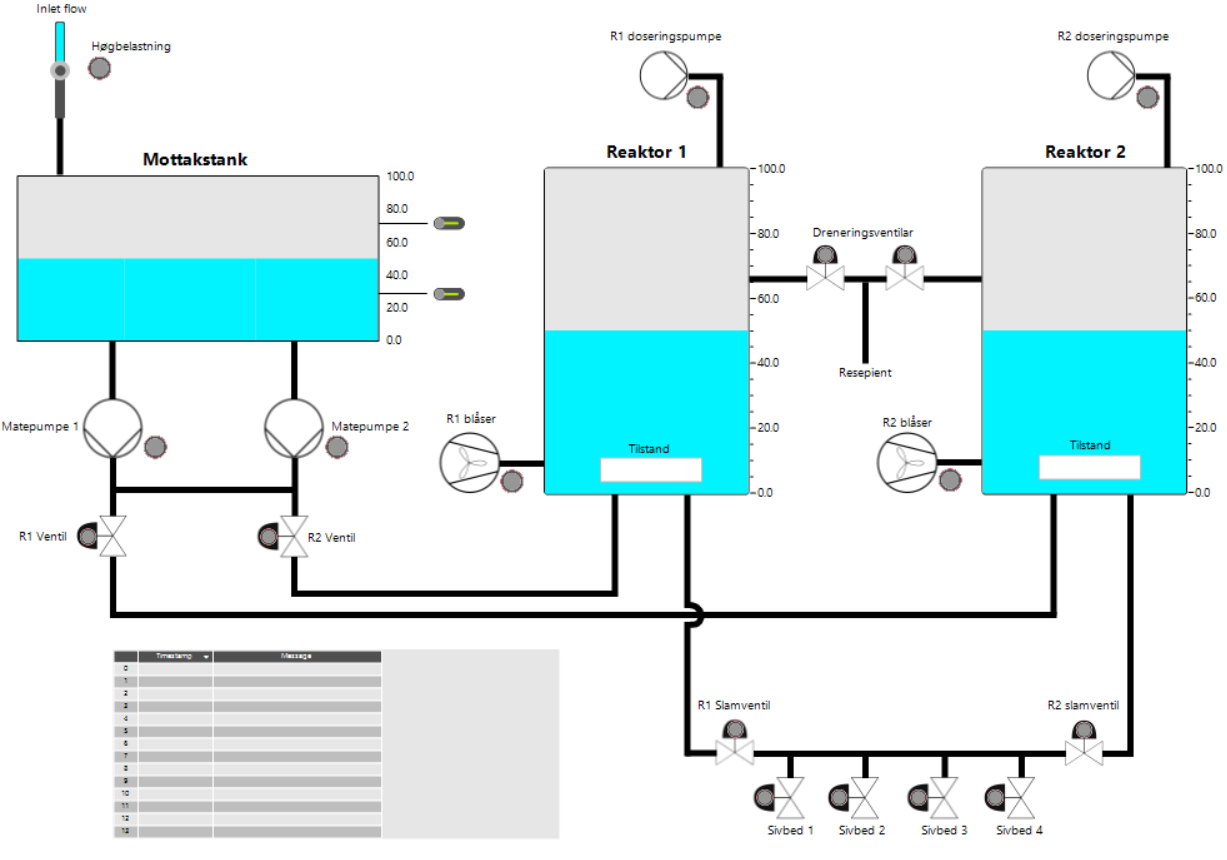 Inlet flow
Høgbelastning
R1 doseringspumpe
R2 doseringspumpe
Mottakstank
100.0
80.0
60.0
40.0
20.0
0.0
Reaktor 1
100.0
80.0
60.0
40.0
20.0
0.0
Dreneringsventilar
Resepient
Reaktor 2
100.0
80.0
60.0
40.0
20.0
0.0
Matepumpe 1
Matepumpe 2
R1 blåser
Tilstand
R2 blåser
Tilstand
R1 Ventil
R2 Ventil
Timestamp Message
0
1
2
3
4
5
6
7
8
9
10
11
12
13
R1 Slamventil
R2 slamventil
Sivbed 1
Sivbed 2
Sivbed 3
Sivbed 4